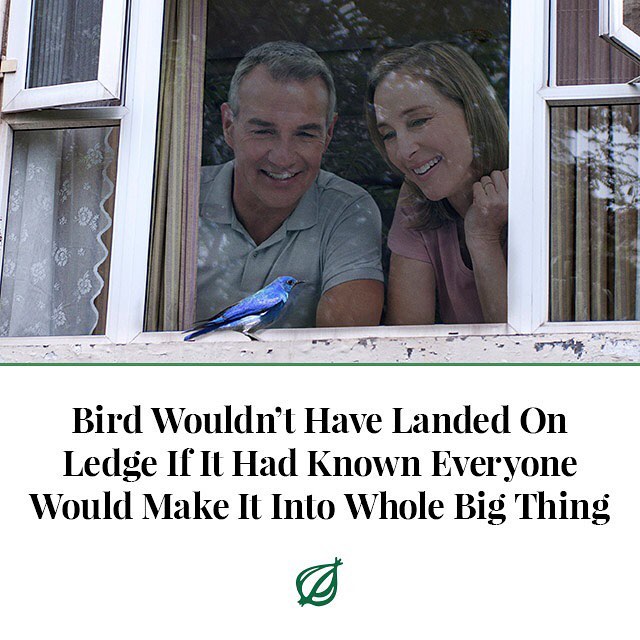 Bird Wouldn’t Have Landed On
Ledge If It Had Known Everyone
Would Make It Into Whole Big Thing